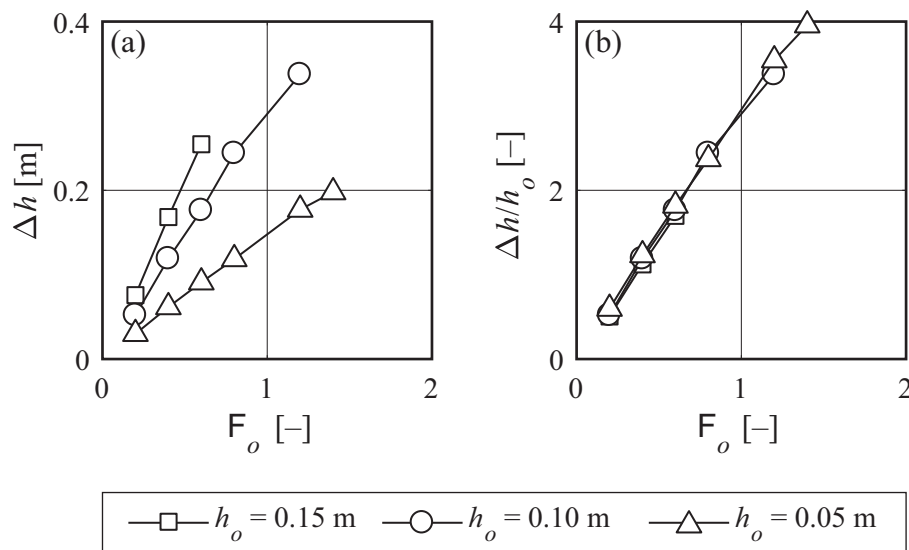 0.4 (a)
Δh [m]
0.2
0
0 1 2
F_o [–]
4 (b)
Δh/h_o [–]
2
0
0 1 2
F_o [–]
h_o = 0.15 m h_o = 0.10 m h_o = 0.05 m